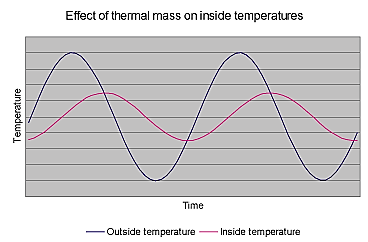 Effect of thermal mass on inside temperatures
Temperature
Time
Outside temperature
Inside temperature